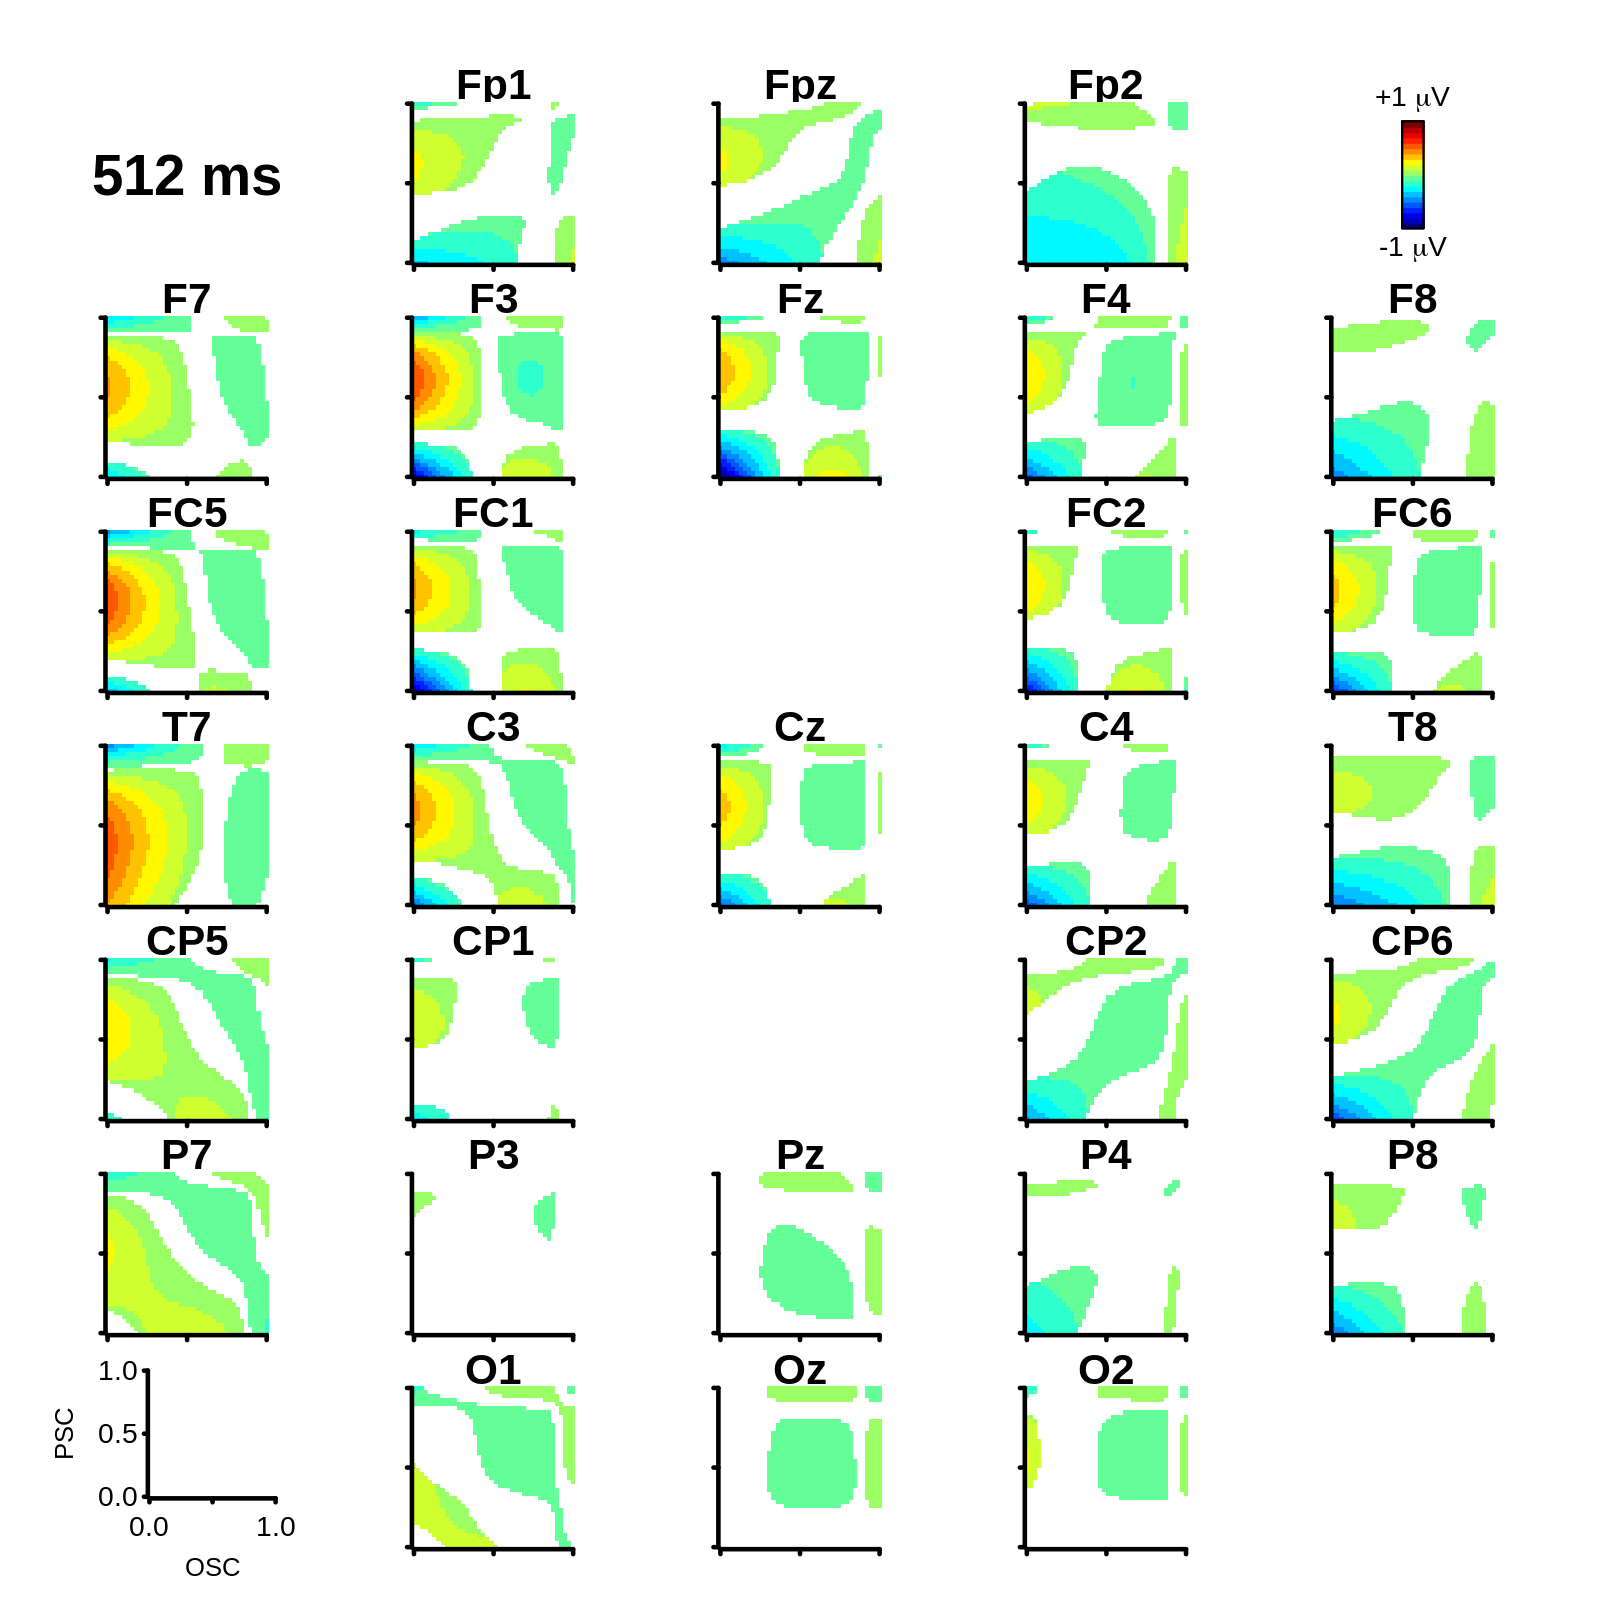 Fp1 Fpz Fp2
+1 µV
512 ms
-1 µV
F7 F3 Fz F4 F8
FC5 FC1 FC2 FC6
T7 C3 Cz C4 T8
CP5 CP1 CP2 CP6
P7 P3 Pz P4 P8
O1 Oz O2
1.0
0.5
0.0
PSC
0.0 1.0
OSC